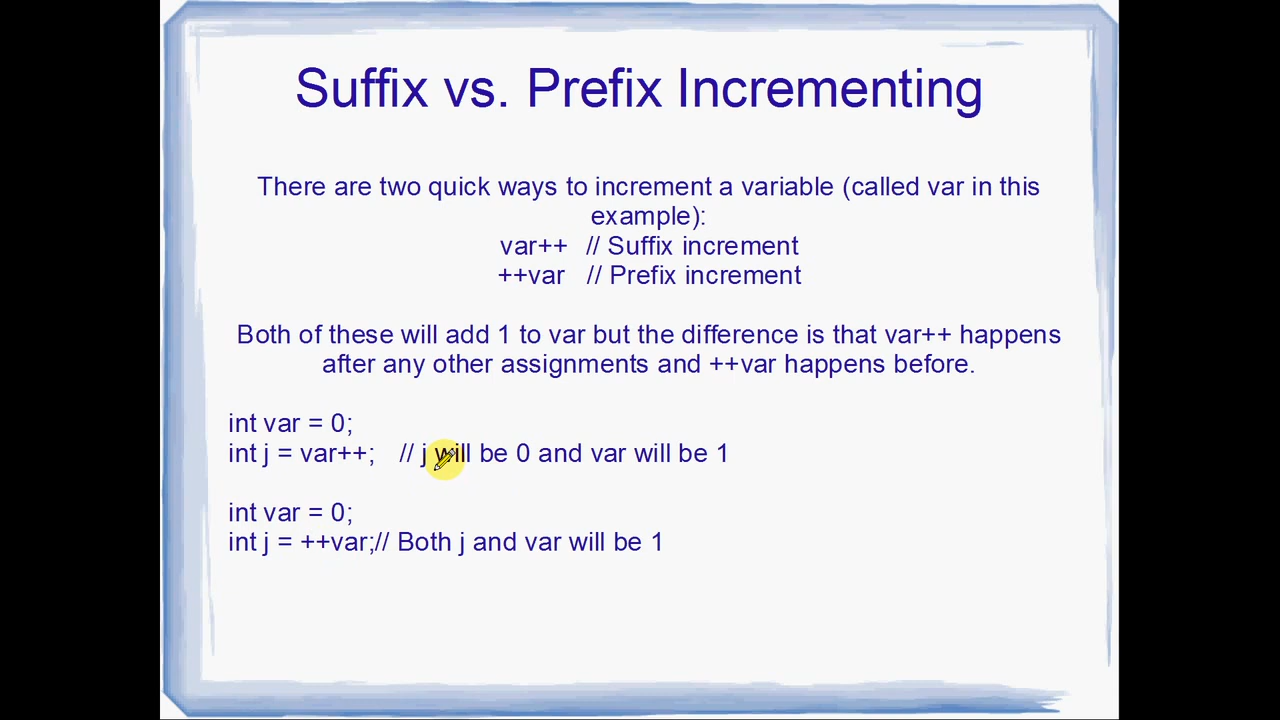 Suffix vs. Prefix Incrementing
There are two quick ways to increment a variable (called var in this
example):
var++ // Suffix increment
++var // Prefix increment
Both of these will add 1 to var but the difference is that var++ happens
after any other assignments and ++var happens before.
int var = 0;
int j = var++; // j will be 0 and var will be 1
int var = 0;
int j = ++var;// Both j and var will be 1